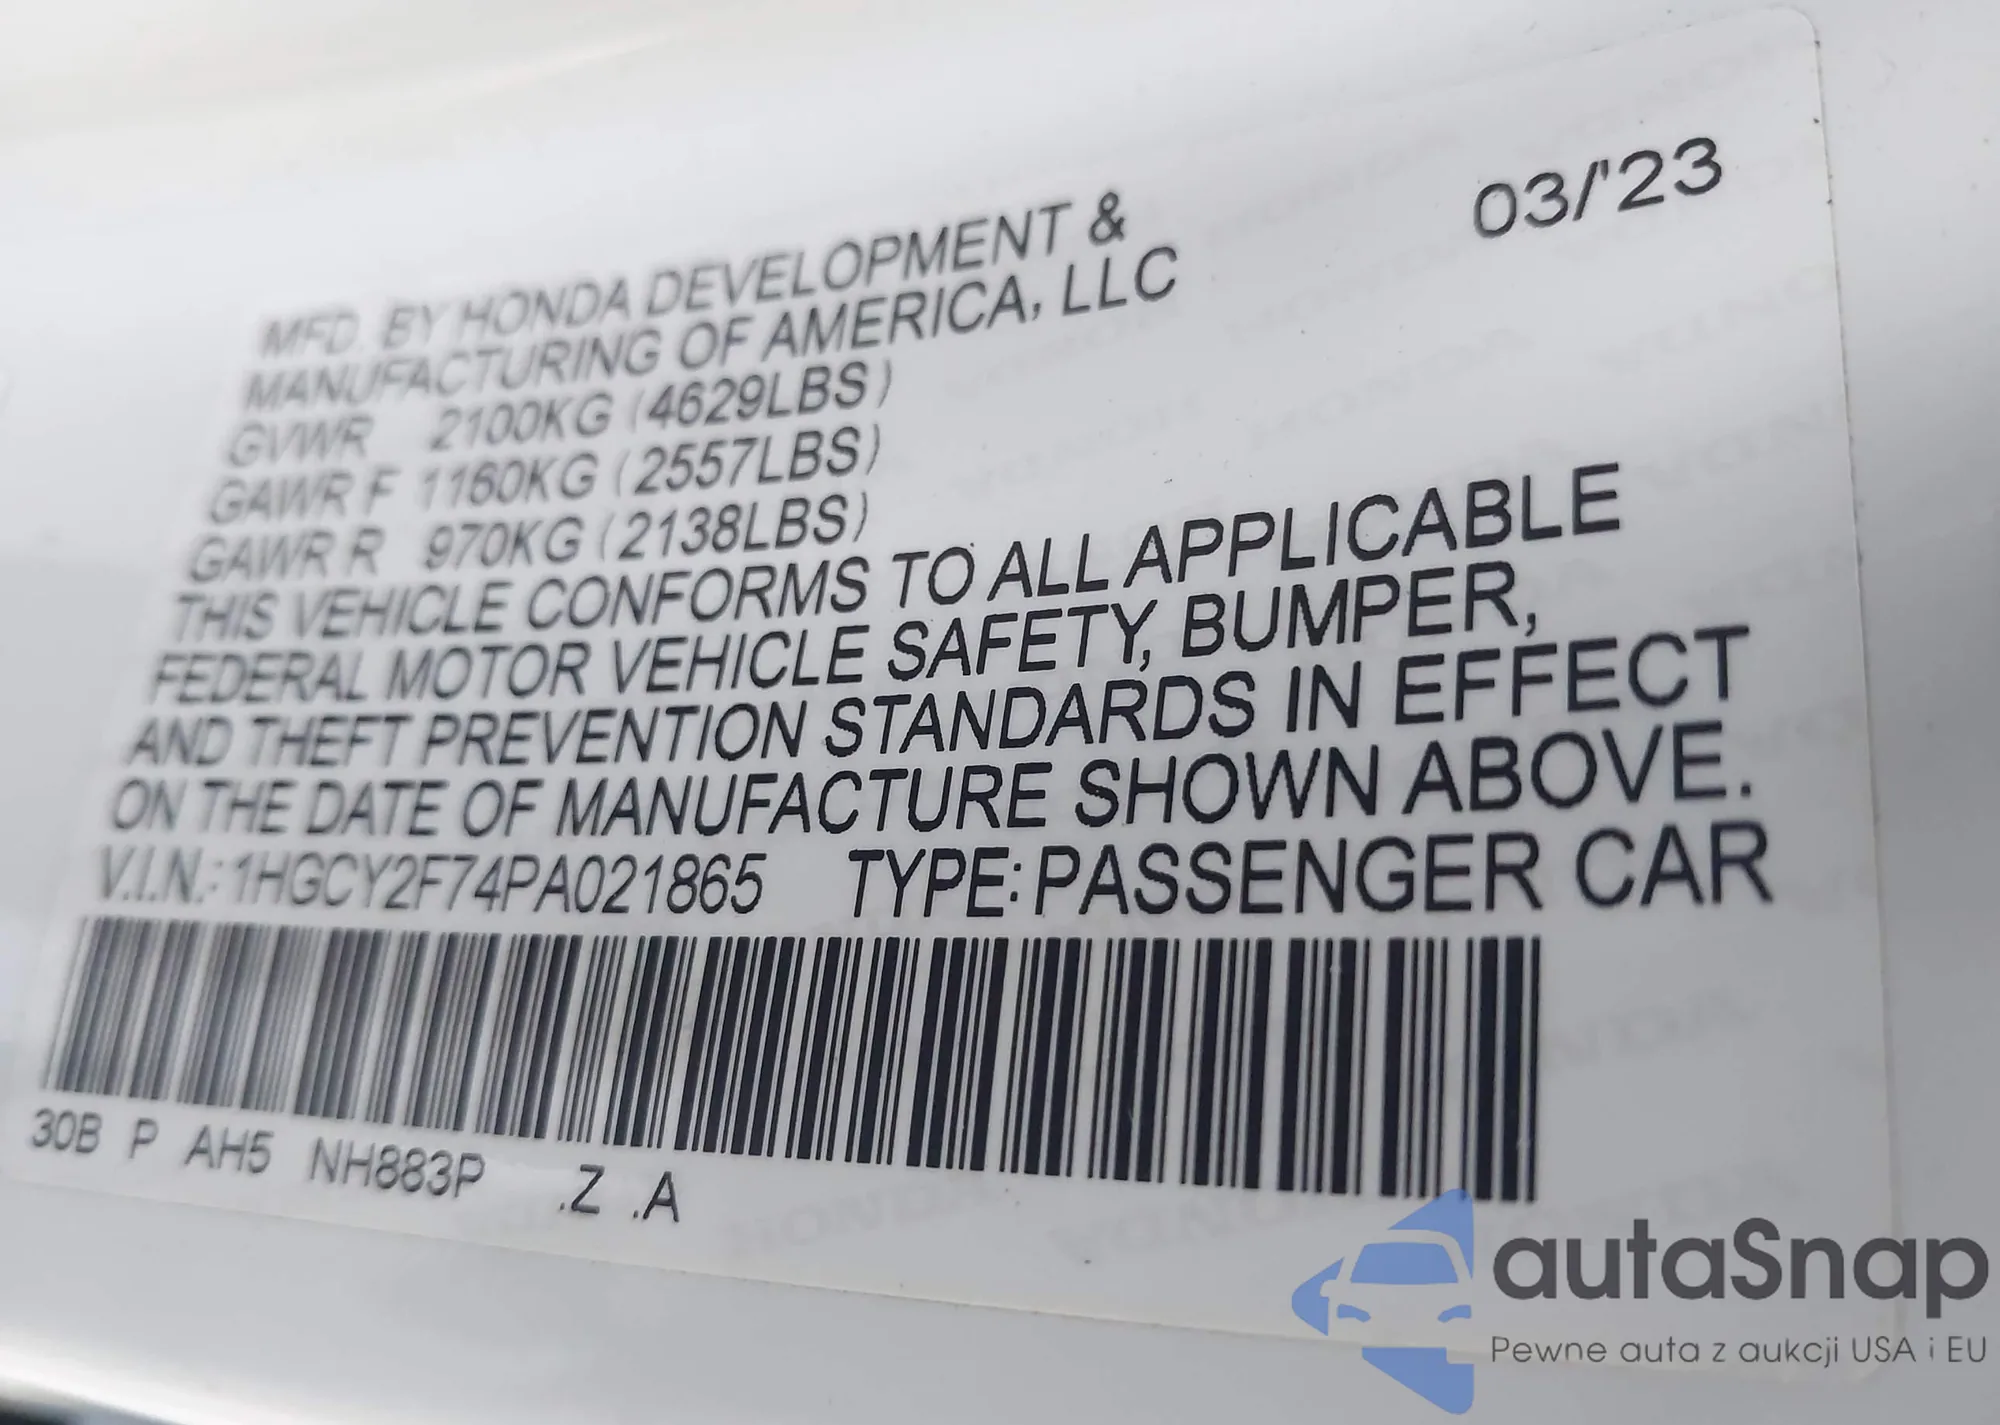 03/'23
MFD. BY HONDA DEVELOPMENT &
MANUFACTURING OF AMERICA, LLC
GVWR 2100KG (4629LBS)
GAWR F 1160KG (2557LBS)
GAWR R 970KG (2138LBS)
THIS VEHICLE CONFORMS TO ALL APPLICABLE
FEDERAL MOTOR VEHICLE SAFETY, BUMPER,
AND THEFT PREVENTION STANDARDS IN EFFECT
ON THE DATE OF MANUFACTURE SHOWN ABOVE.
V.I.N.: 1HGCY2F74PA021865 TYPE: PASSENGER CAR
30B P AH5 NH883P .Z .A
autaSnap
Pewne auta z aukcji USA i EU